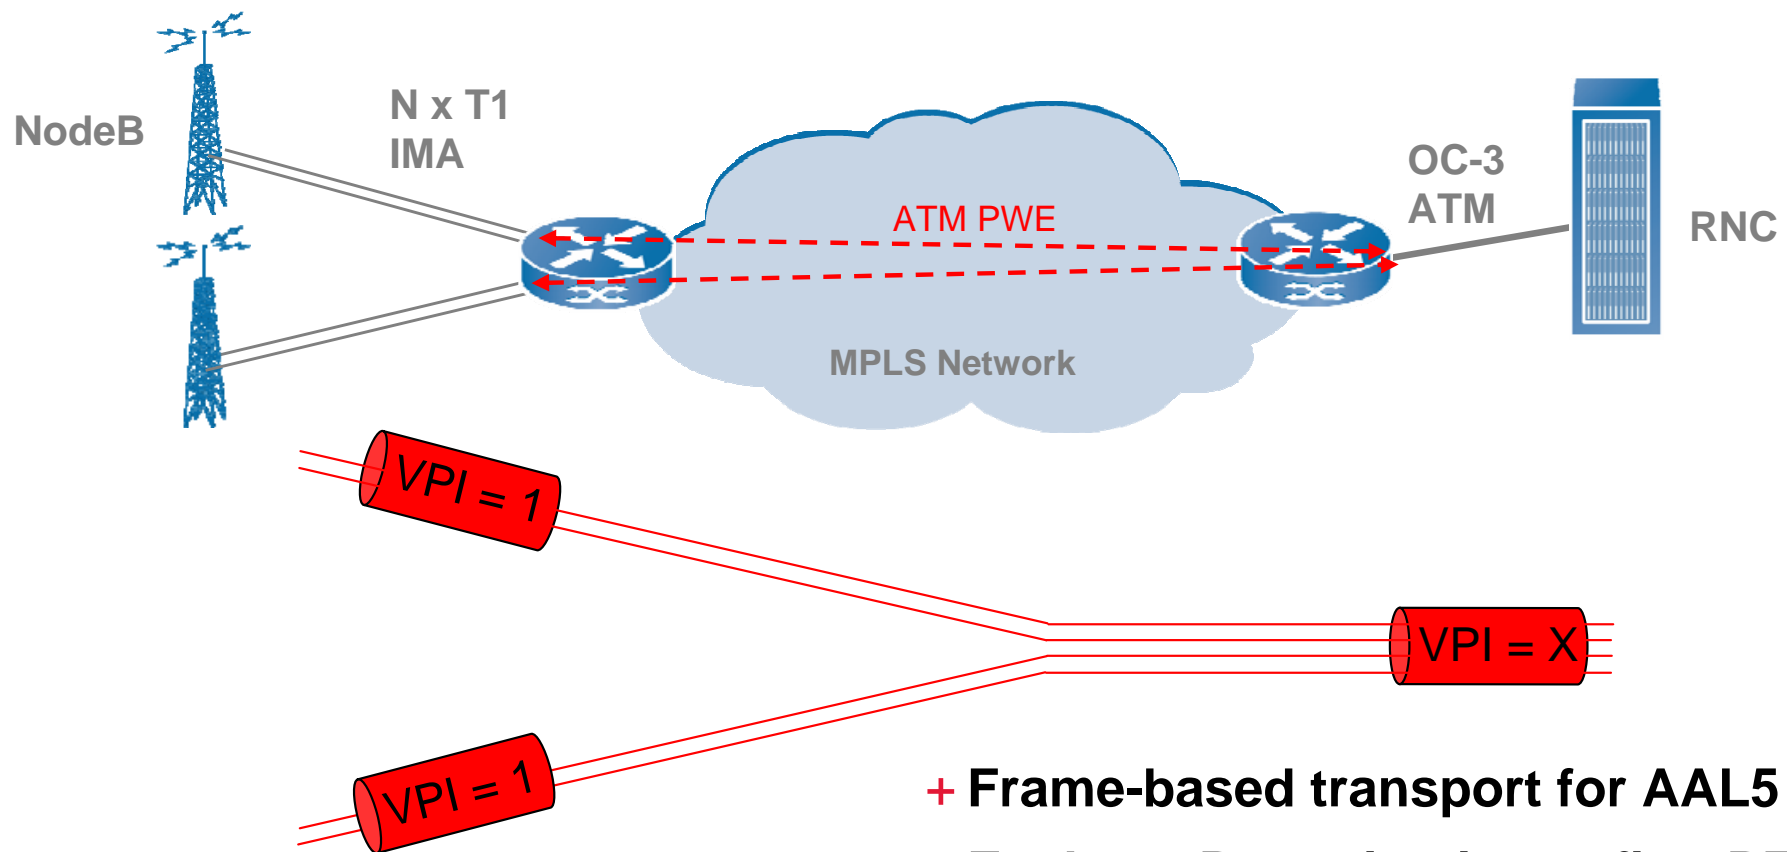 NodeB
N x T1
IMA
ATM PWE
OC-3
ATM
RNC
MPLS Network
VPI = 1
VPI = X
VPI = 1
+ Frame-based transport for AAL5